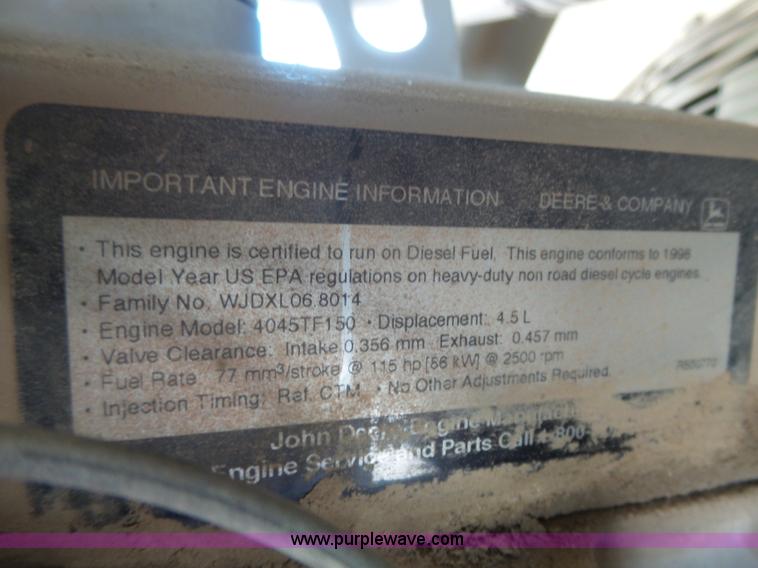 IMPORTANT ENGINE INFORMATION DEERE & COMPANY
• This engine is certified to run on Diesel Fuel. This engine conforms to 1998
Model Year US EPA regulations on heavy-duty non road diesel cycle engines.
• Family No. WJDXL06.8014
• Engine Model: 4045TF150 • Displacement: 4.5 L
• Valve Clearance: Intake 0.356 mm Exhaust: 0.457 mm
• Fuel Rate 77 mm³/stroke @ 115 hp [86 kW] @ 2500 rpm
• Injection Timing: Ref. CTM • No Other Adjustments Required.
John Engine
Engine Service and Parts Call 800
www.purplewave.com